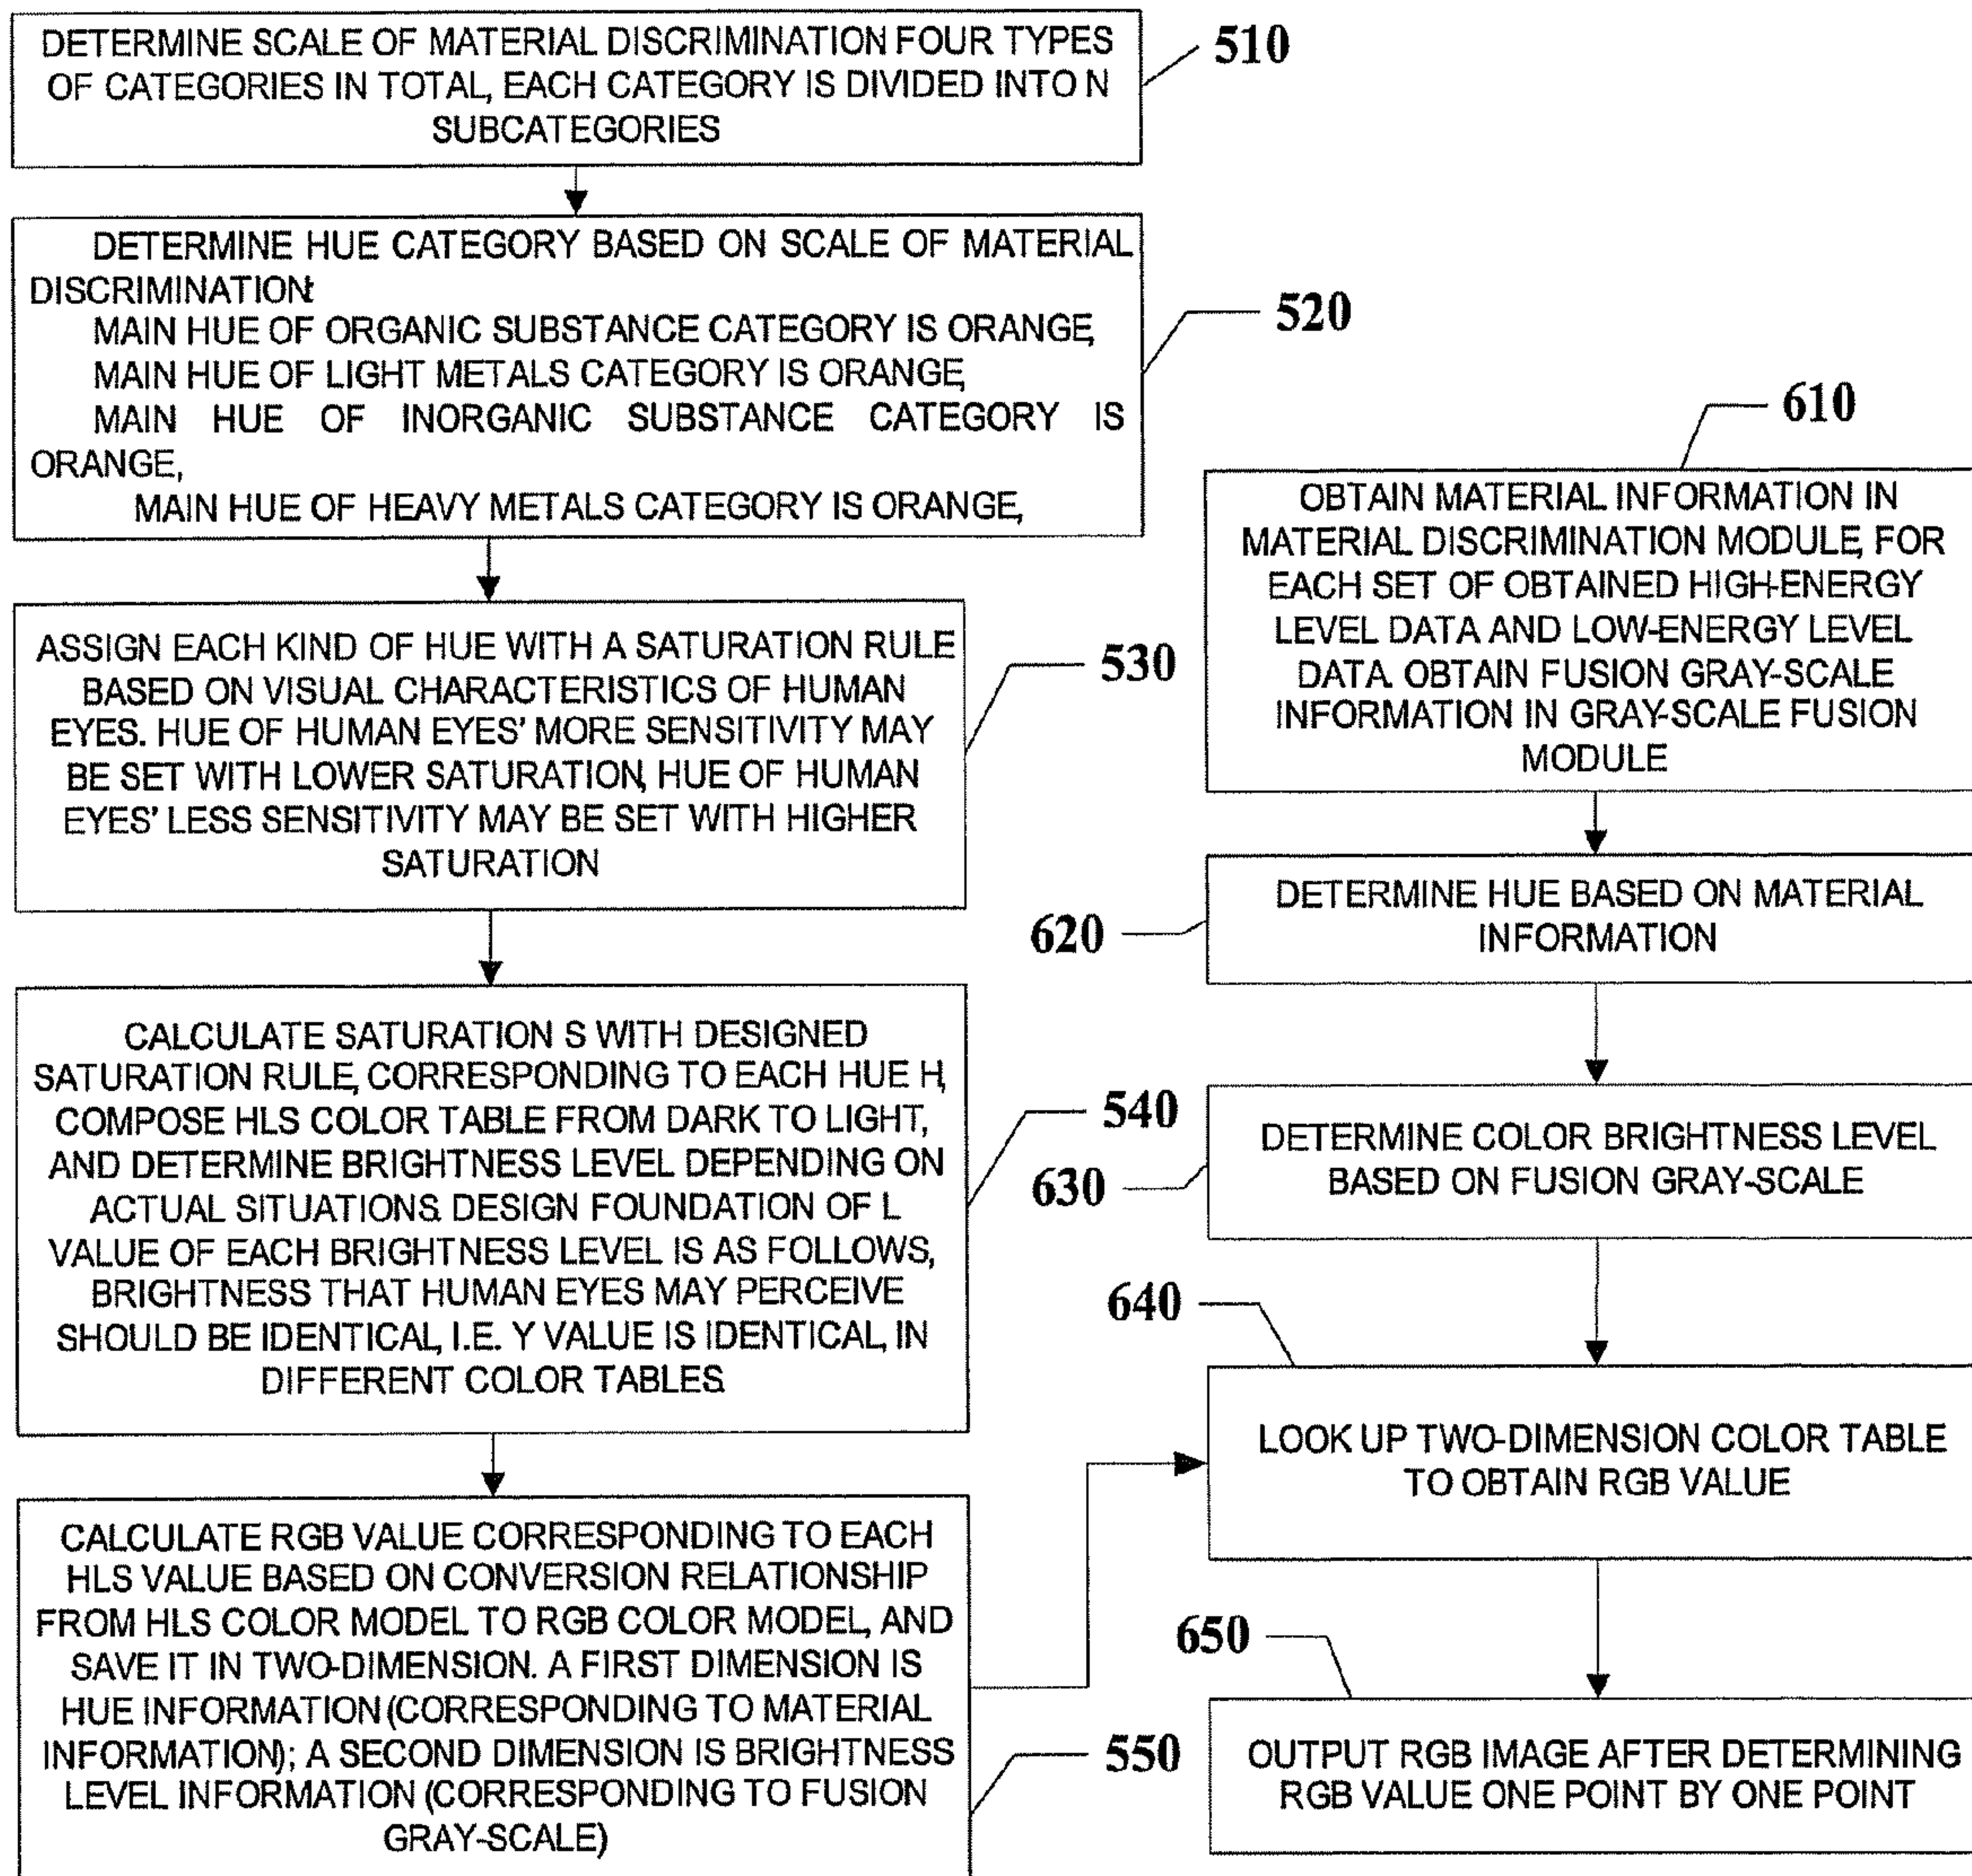 DETERMINE SCALE OF MATERIAL DISCRIMINATION FOUR TYPES
OF CATEGORIES IN TOTAL, EACH CATEGORY IS DIVIDED INTO N
SUBCATEGORIES
510
DETERMINE HUE CATEGORY BASED ON SCALE OF MATERIAL
DISCRIMINATION:
MAIN HUE OF ORGANIC SUBSTANCE CATEGORY IS ORANGE,
MAIN HUE OF LIGHT METALS CATEGORY IS ORANGE,
MAIN HUE OF INORGANIC SUBSTANCE CATEGORY IS
ORANGE,
MAIN HUE OF HEAVY METALS CATEGORY IS ORANGE,
520
ASSIGN EACH KIND OF HUE WITH A SATURATION RULE
BASED ON VISUAL CHARACTERISTICS OF HUMAN
EYES. HUE OF HUMAN EYES' MORE SENSITIVITY MAY
BE SET WITH LOWER SATURATION, HUE OF HUMAN
EYES' LESS SENSITIVITY MAY BE SET WITH HIGHER
SATURATION
530
CALCULATE SATURATION S WITH DESIGNED
SATURATION RULE, CORRESPONDING TO EACH HUE H,
COMPOSE HLS COLOR TABLE FROM DARK TO LIGHT,
AND DETERMINE BRIGHTNESS LEVEL DEPENDING ON
ACTUAL SITUATIONS. DESIGN FOUNDATION OF L
VALUE OF EACH BRIGHTNESS LEVEL IS AS FOLLOWS,
BRIGHTNESS THAT HUMAN EYES MAY PERCEIVE
SHOULD BE IDENTICAL, I.E. Y VALUE IS IDENTICAL, IN
DIFFERENT COLOR TABLES.
540
CALCULATE RGB VALUE CORRESPONDING TO EACH
HLS VALUE BASED ON CONVERSION RELATIONSHIP
FROM HLS COLOR MODEL TO RGB COLOR MODEL, AND
SAVE IT IN TWO-DIMENSION. A FIRST DIMENSION IS
HUE INFORMATION (CORRESPONDING TO MATERIAL
INFORMATION); A SECOND DIMENSION IS BRIGHTNESS
LEVEL INFORMATION (CORRESPONDING TO FUSION
GRAY-SCALE)
550
610
OBTAIN MATERIAL INFORMATION IN
MATERIAL DISCRIMINATION MODULE, FOR
EACH SET OF OBTAINED HIGH-ENERGY
LEVEL DATA AND LOW-ENERGY LEVEL
DATA. OBTAIN FUSION GRAY-SCALE
INFORMATION IN GRAY-SCALE FUSION
MODULE
620
DETERMINE HUE BASED ON MATERIAL
INFORMATION
630
DETERMINE COLOR BRIGHTNESS LEVEL
BASED ON FUSION GRAY-SCALE
640
LOOK UP TWO-DIMENSION COLOR TABLE
TO OBTAIN RGB VALUE
650
OUTPUT RGB IMAGE AFTER DETERMINING
RGB VALUE ONE POINT BY ONE POINT